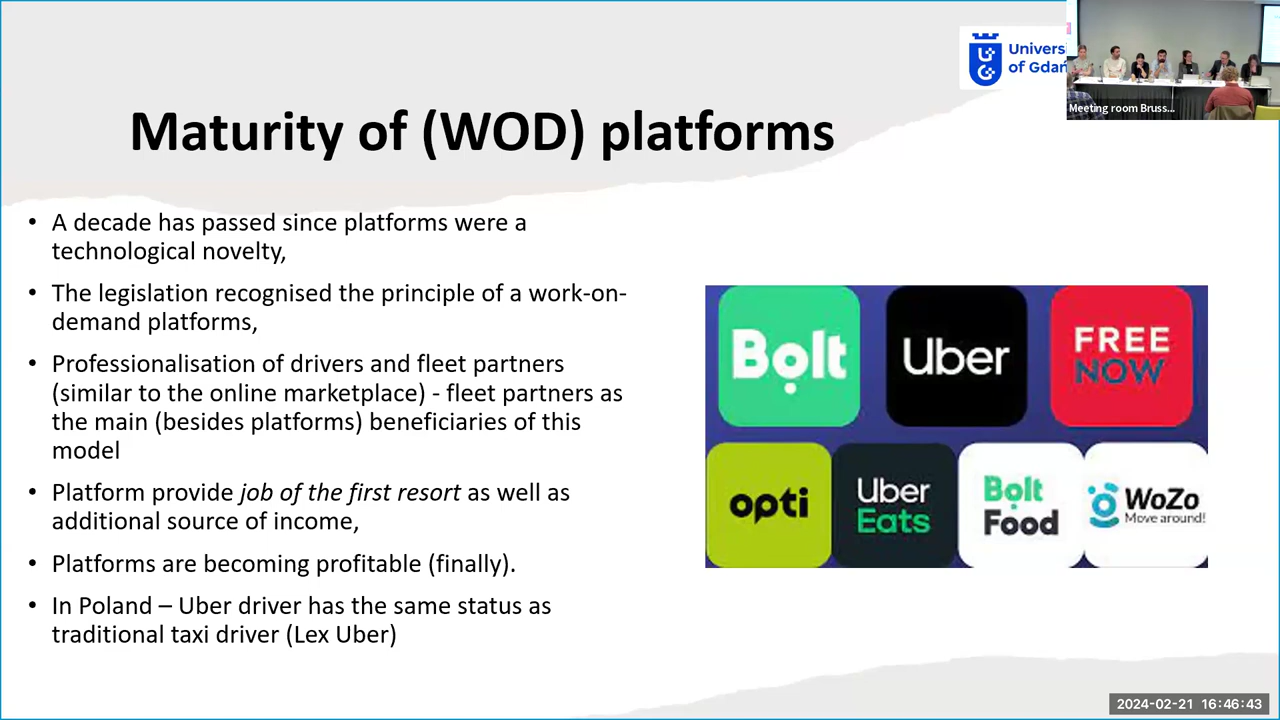 Univers
of Gdań
Meeting room Bruss...
Maturity of (WOD) platforms
• A decade has passed since platforms were a
technological novelty,
• The legislation recognised the principle of a work-on-
demand platforms,
• Professionalisation of drivers and fleet partners
(similar to the online marketplace) - fleet partners as
the main (besides platforms) beneficiaries of this
model
• Platform provide job of the first resort as well as
additional source of income,
• Platforms are becoming profitable (finally).
• In Poland – Uber driver has the same status as
traditional taxi driver (Lex Uber)
Bolt
Uber
FREE
NOW
opti
Uber
Eats
Bolt
Food
WoZo
Move around!
2024-02-21 16:46:43